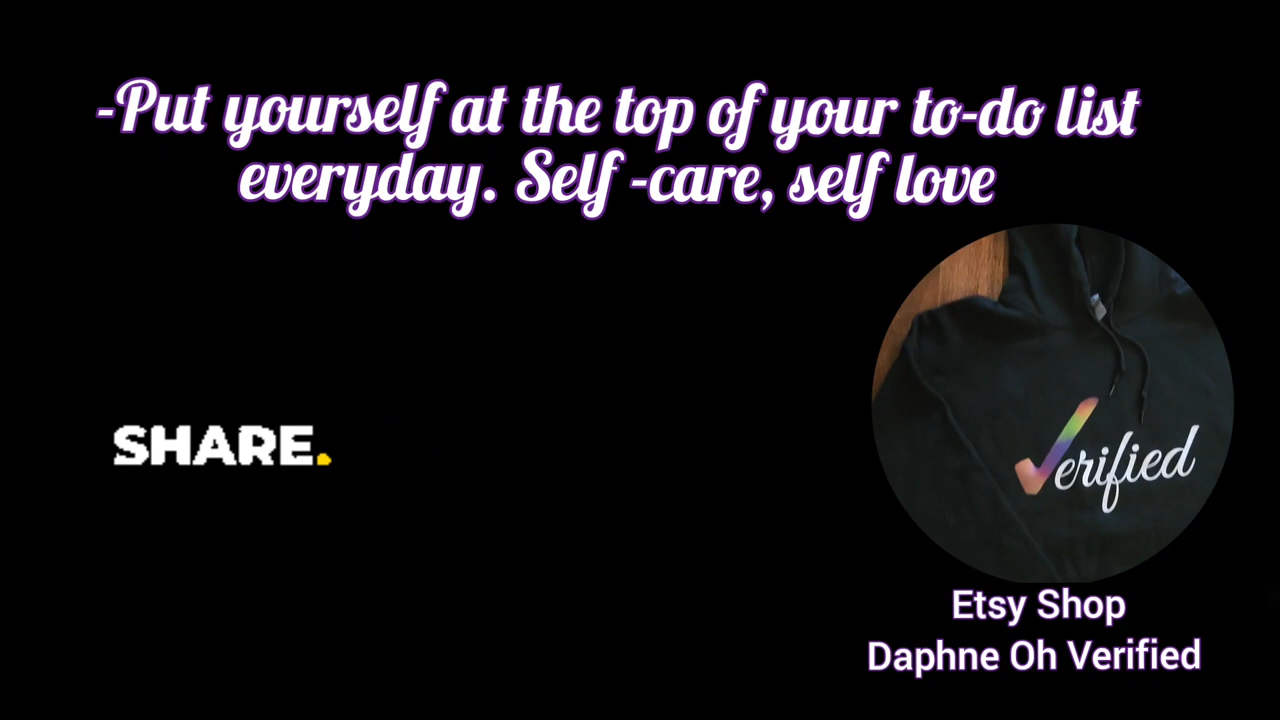 -Put yourself at the top of your to-do list
everyday. Self -care, self love
SHARE.
Verified
Etsy Shop
Daphne Oh Verified